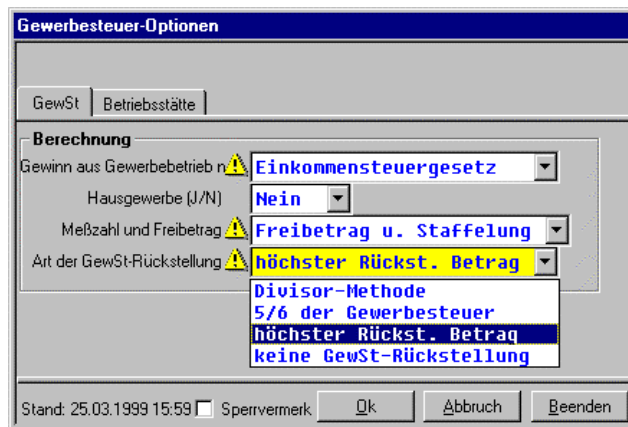 Gewerbesteuer-Optionen
GewSt Betriebsstätte
Berechnung
Gewinn aus Gewerbebetrieb n Einkommensteuergesetz
Hausgewerbe (J/N) Nein
Meßzahl und Freibetrag Freibetrag u. Staffelung
Art der GewSt-Rückstellung höchster Rückst. Betrag
Divisor-Methode
5/6 der Gewerbesteuer
höchster Rückst. Betrag
keine GewSt-Rückstellung
Stand: 25.03.1999 15:59 Sperrvermerk Ok Abbruch Beenden